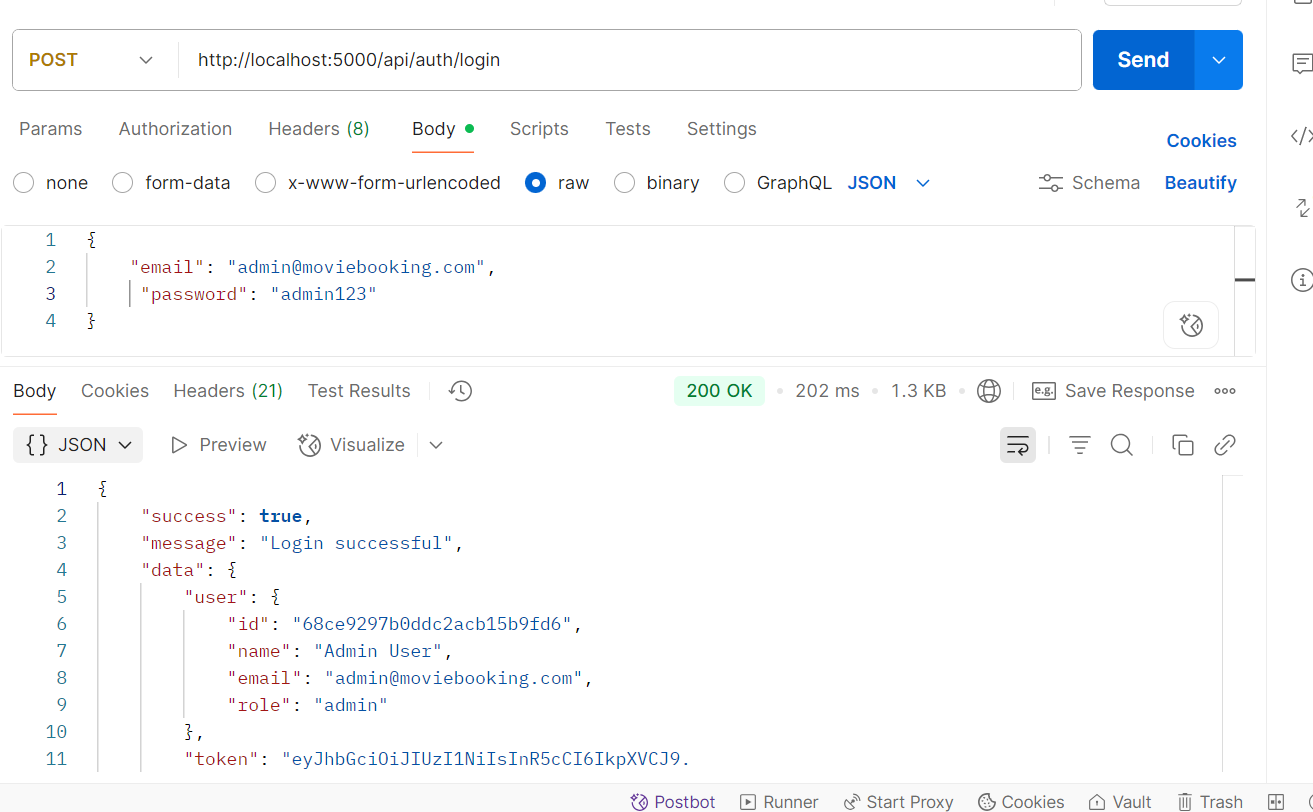 POST http://localhost:5000/api/auth/login Send
Params Authorization Headers (8) Body Scripts Tests Settings Cookies
none form-data x-www-form-urlencoded raw binary GraphQL JSON Schema Beautify
1 {
2 "email": "admin@moviebooking.com",
3 "password": "admin123"
4 }
Body Cookies Headers (21) Test Results 200 OK • 202 ms • 1.3 KB • e.g. Save Response
{} JSON Preview Visualize
1 {
2 "success": true,
3 "message": "Login successful",
4 "data": {
5 "user": {
6 "id": "68ce9297b0ddc2acb15b9fd6",
7 "name": "Admin User",
8 "email": "admin@moviebooking.com",
9 "role": "admin"
10 },
11 "token": "eyJhbGciOiJIUzI1NiIsInR5cCI6IkpXVCJ9.
Postbot Runner Start Proxy Cookies Vault Trash